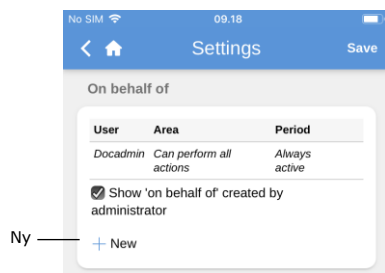 No SIM 09.18
Settings Save
On behalf of
User Area Period
Docadmin Can perform all Always
actions active
Show 'on behalf of' created by
administrator
Ny
New